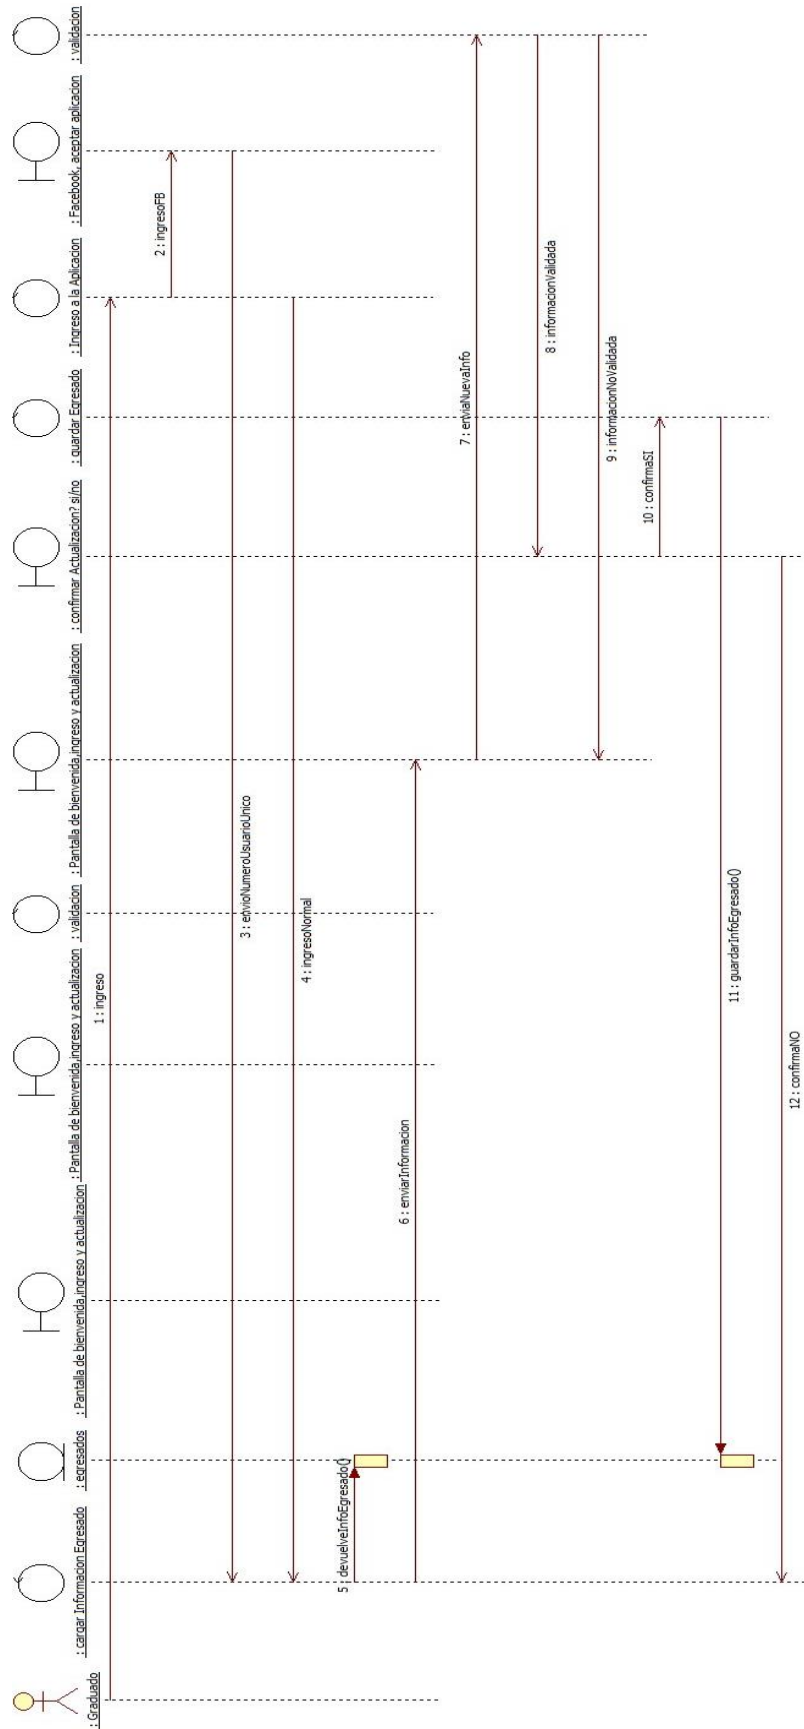 : Graduado
: cargar Informacion Egresado
: egresados
: Pantalla de bienvenida,ingreso y actualizacion
: Pantalla de bienvenida,ingreso y actualizacion
: validacion
: Pantalla de bienvenida,ingreso y actualizacion
: confirmar Actualizacion? si/no
: guardar Egresado
: Ingreso a la Aplicacion
: Facebook, aceptar aplicacion
: validacion
1 : ingreso
2 : ingresoFB
3 : envioNumeroUsuarioUnico
4 : ingresoNormal
5 : devuelveInfoEgresado()
6 : enviarInformacion
7 : enviaNuevaInfo
8 : informacionValidada
9 : informacionNoValidada
10 : confirmaSI
11 : guardarInfoEgresado()
12 : confirmaNO